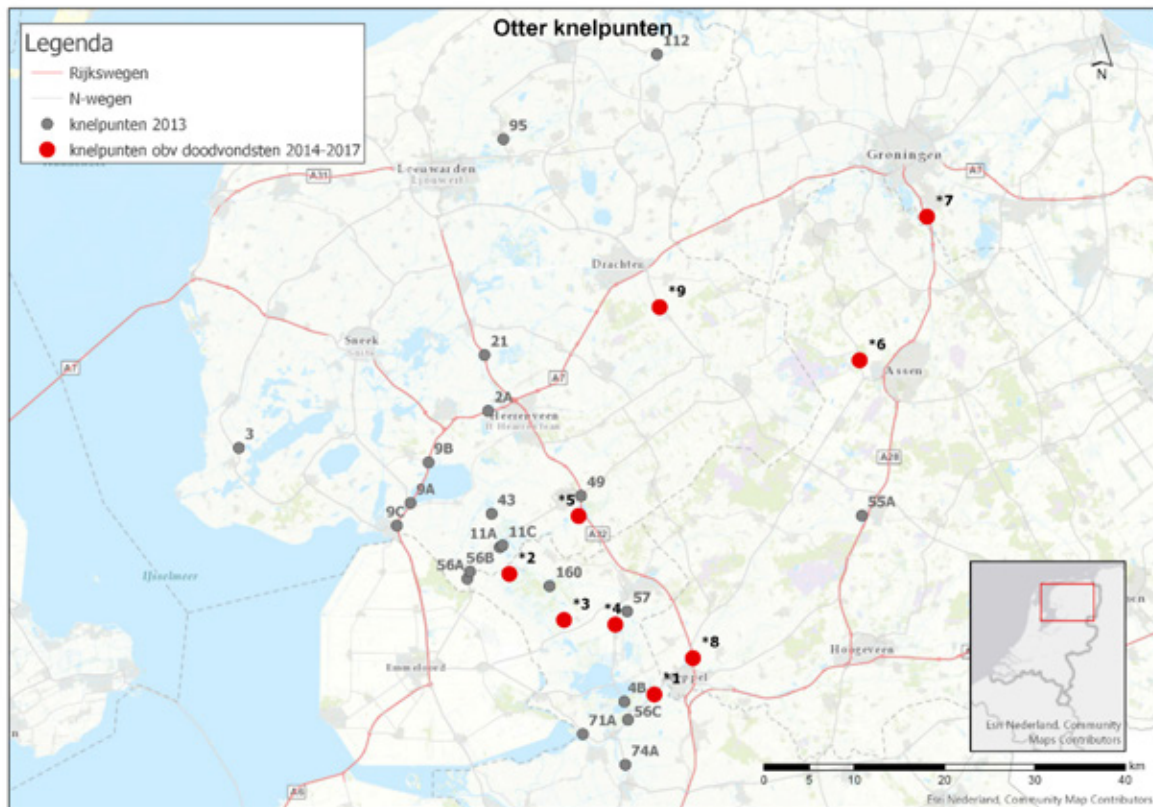 Otter knelpunten
Legenda
Rijkswegen
N-wegen
knelpunten 2013
knelpunten obv doodvondsten 2014-2017
112
N
95
A31
Leeuwarden
Groningen
A7
*7
Drachten
*9
Sneek
21
*6
A7
A7
Assen
2A
Heerenveen
It Hearrenfean
3
9B
A28
49
9A
43
*5
55A
9C
11C
11A
A32
56B
*2
56A
160
IJsselmeer
57
*3
*4
*8
Hoogeveen
Emmeloord
*1
4B
56C
71A
74A
A6
Esri Nederland, Community
Maps Contributors
km
0 10 20 30 40
Esri Nederland, Community Map Contributors